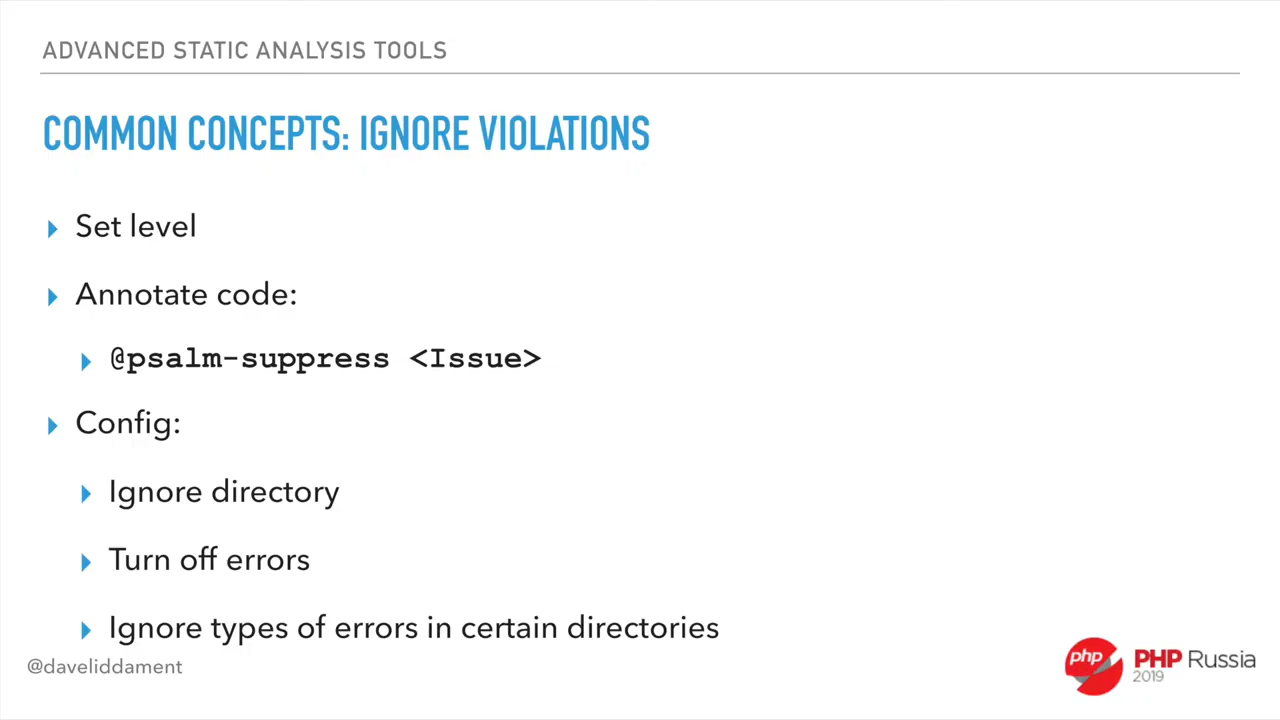 ADVANCED STATIC ANALYSIS TOOLS
COMMON CONCEPTS: IGNORE VIOLATIONS
Set level
Annotate code:
@psalm-suppress <Issue>
Config:
Ignore directory
Turn off errors
Ignore types of errors in certain directories
@daveliddament
php
PHP Russia
2019